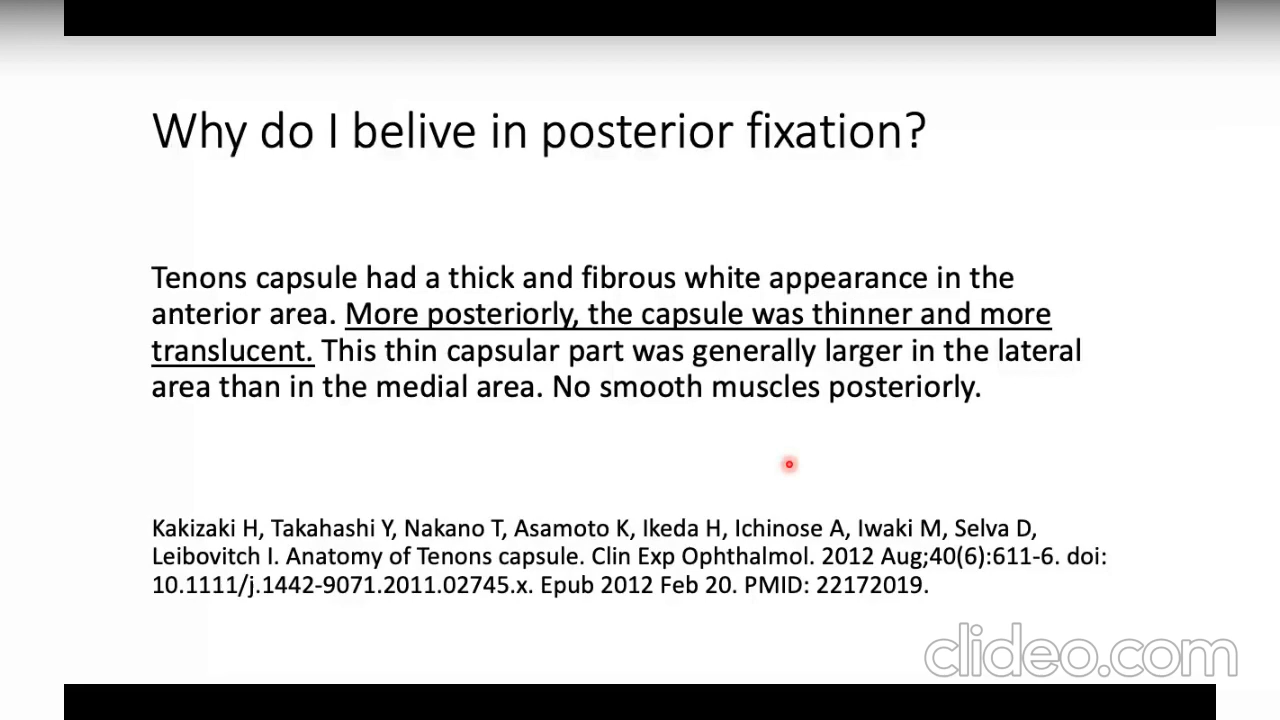 Why do I belive in posterior fixation?
Tenons capsule had a thick and fibrous white appearance in the
anterior area. More posteriorly, the capsule was thinner and more
translucent. This thin capsular part was generally larger in the lateral
area than in the medial area. No smooth muscles posteriorly.
Kakizaki H, Takahashi Y, Nakano T, Asamoto K, Ikeda H, Ichinose A, Iwaki M, Selva D,
Leibovitch I. Anatomy of Tenons capsule. Clin Exp Ophthalmol. 2012 Aug;40(6):611-6. doi:
10.1111/j.1442-9071.2011.02745.x. Epub 2012 Feb 20. PMID: 22172019.
clideo.com